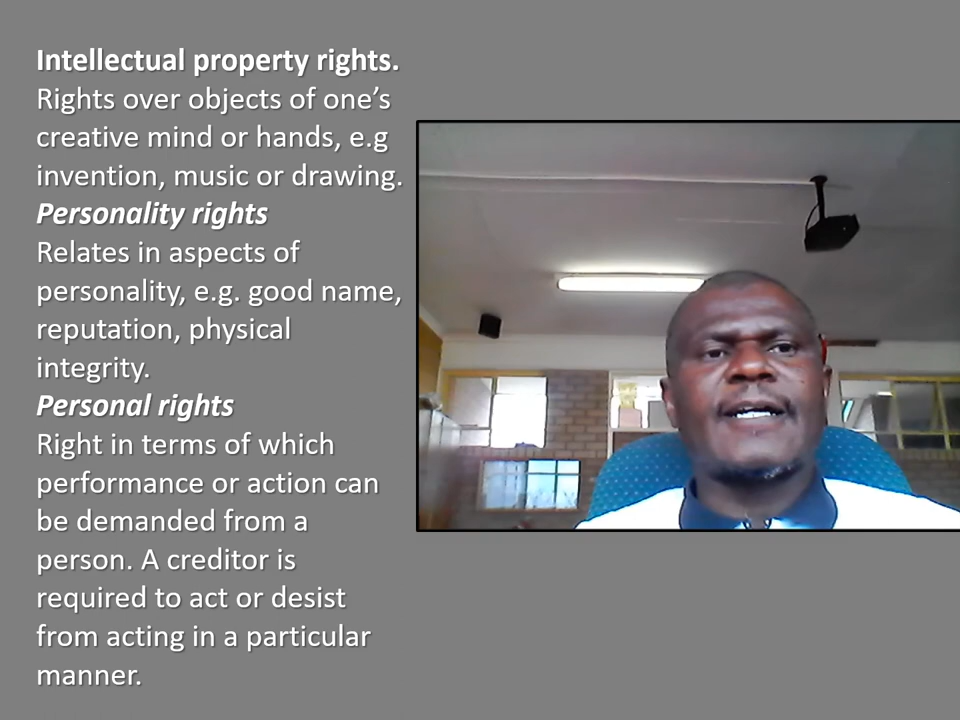 Intellectual property rights.
Rights over objects of one’s
creative mind or hands, e.g
invention, music or drawing.
Personality rights
Relates in aspects of
personality, e.g. good name,
reputation, physical
integrity.
Personal rights
Right in terms of which
performance or action can
be demanded from a
person. A creditor is
required to act or desist
from acting in a particular
manner.